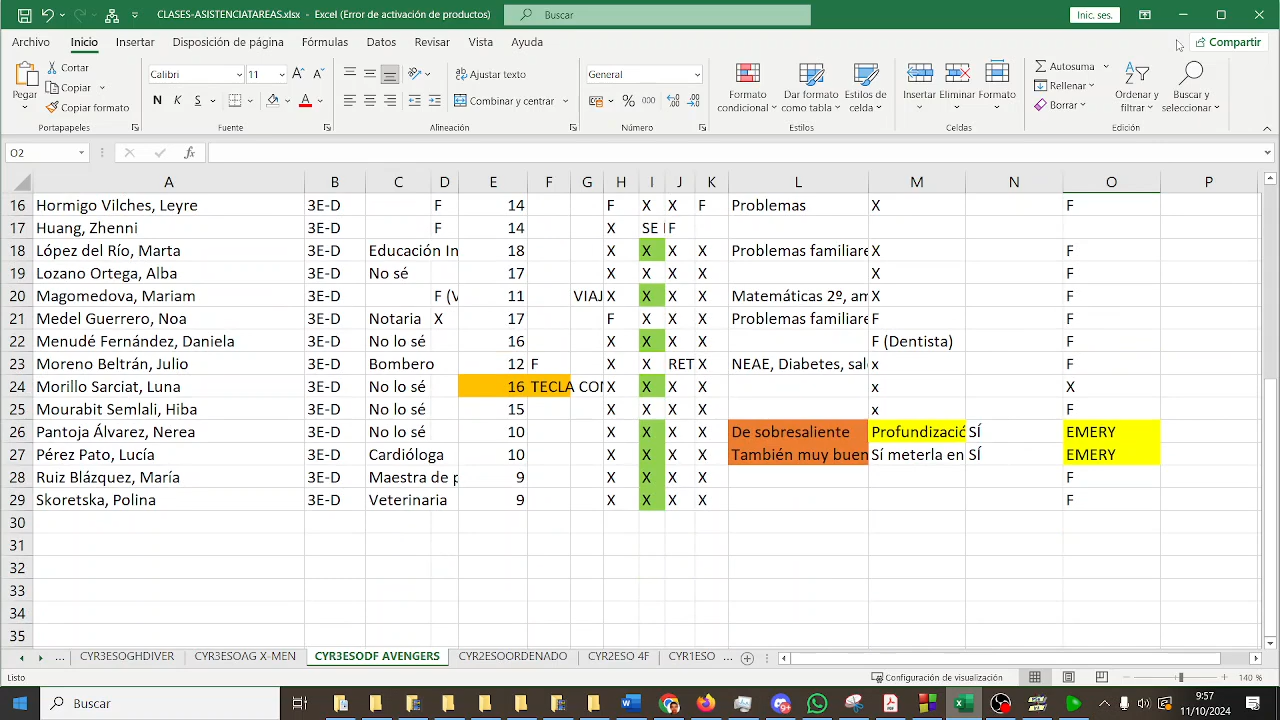 CLASES-ASISTENCIATAREAS.xlsx - Excel (Error de activación de productos)
Buscar
Inic. ses.
Archivo Inicio Insertar Disposición de página Fórmulas Datos Revisar Vista Ayuda
Compartir
Pegar
Cortar
Copiar
Copiar formato
Portapapeles
Calibri 11
N K S
Fuente
Ajustar texto
Combinar y centrar
Alineación
General
% 000
Número
Formato condicional
Dar formato como tabla
Estilos de celda
Estilos
Insertar Eliminar Formato
Celdas
Autosuma
Rellenar
Borrar
Ordenar y filtrar
Buscar y seleccionar
Edición
O2
fx
A B C D E F G H I J K L M N O P
16 Hormigo Vilches, Leyre 3E-D F 14 F X X F Problemas X F
17 Huang, Zhenni 3E-D F 14 X SE F
18 López del Río, Marta 3E-D Educación In 18 X X X X Problemas familiare X F
19 Lozano Ortega, Alba 3E-D No sé 17 X X X X X F
20 Magomedova, Mariam 3E-D F (V 11 VIAJ X X X X Matemáticas 2º, am X F
21 Medel Guerrero, Noa 3E-D Notaria X 17 F X X X Problemas familiare F F
22 Menudé Fernández, Daniela 3E-D No lo sé 16 X X X X F (Dentista) F
23 Moreno Beltrán, Julio 3E-D Bombero 12 F X X RET X NEAE, Diabetes, sal x F
24 Morillo Sarciat, Luna 3E-D No lo sé 16 TECLA CON X X X X x X
25 Mourabit Semlali, Hiba 3E-D No lo sé 15 X X X X x F
26 Pantoja Álvarez, Nerea 3E-D No lo sé 10 X X X X De sobresaliente Profundizació SÍ EMERY
27 Pérez Pato, Lucía 3E-D Cardióloga 10 X X X X También muy buen Sí meterla en SÍ EMERY
28 Ruiz Blázquez, María 3E-D Maestra de p 9 X X X X F
29 Skoretska, Polina 3E-D Veterinaria 9 X X X X F
30
31
32
33
34
35
... CYR3ESOGHDIVER CYR3ESOAG X-MEN CYR3ESODF AVENGERS CYR2ESOORDENADO CYR2ESO 4F CYR1ESO ...
Listo
Configuración de visualización
140 %
Buscar
9:57
11/10/2024